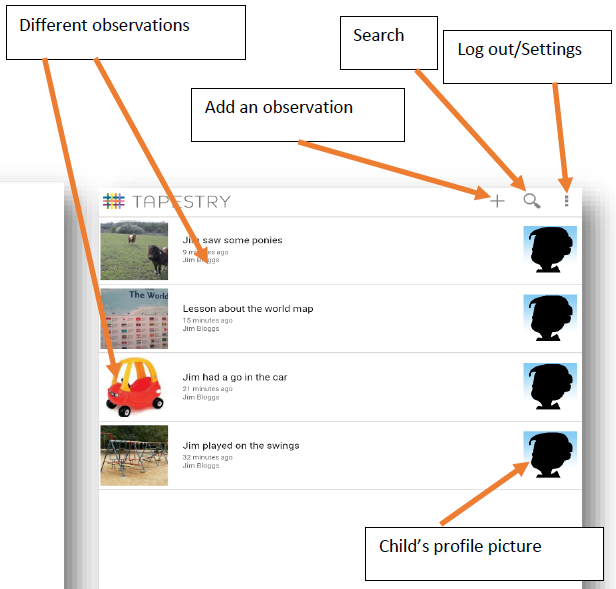 Different observations
Search
Log out/Settings
Add an observation
TAPESTRY
Jim saw some ponies
9 minutes ago
Jim Bloggs
The World
Lesson about the world map
15 minutes ago
Jim Bloggs
Jim had a go in the car
21 minutes ago
Jim Bloggs
Jim played on the swings
32 minutes ago
Jim Bloggs
Child’s profile picture